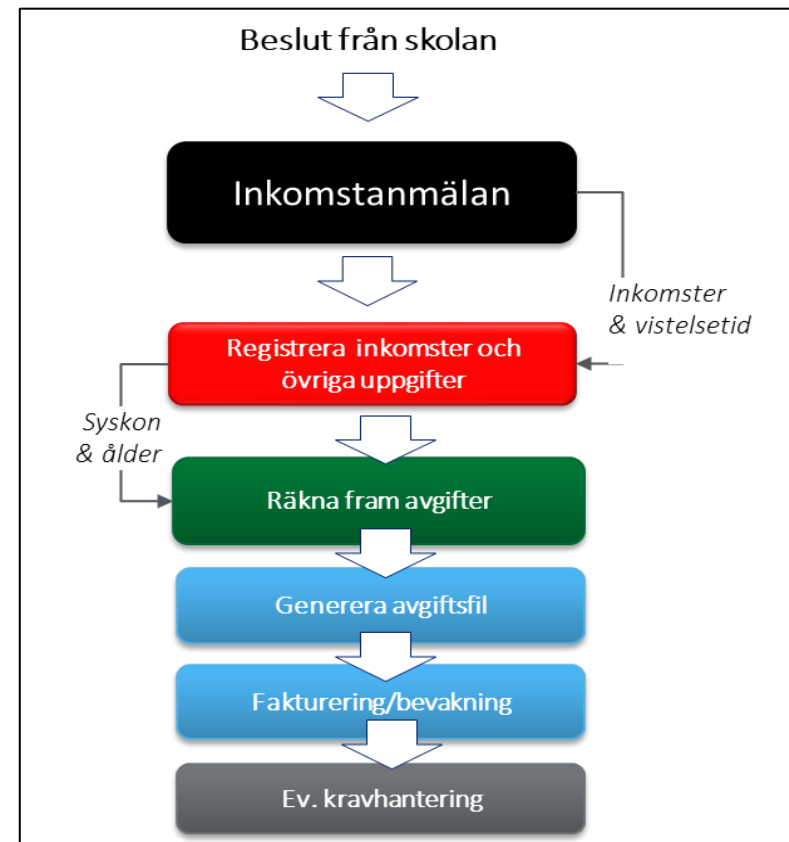 Beslut från skolan
Inkomstanmälan
Inkomster
& vistelsetid
Registrera inkomster och
övriga uppgifter
Syskon
& ålder
Räkna fram avgifter
Generera avgiftsfil
Fakturering/bevakning
Ev. kravhantering